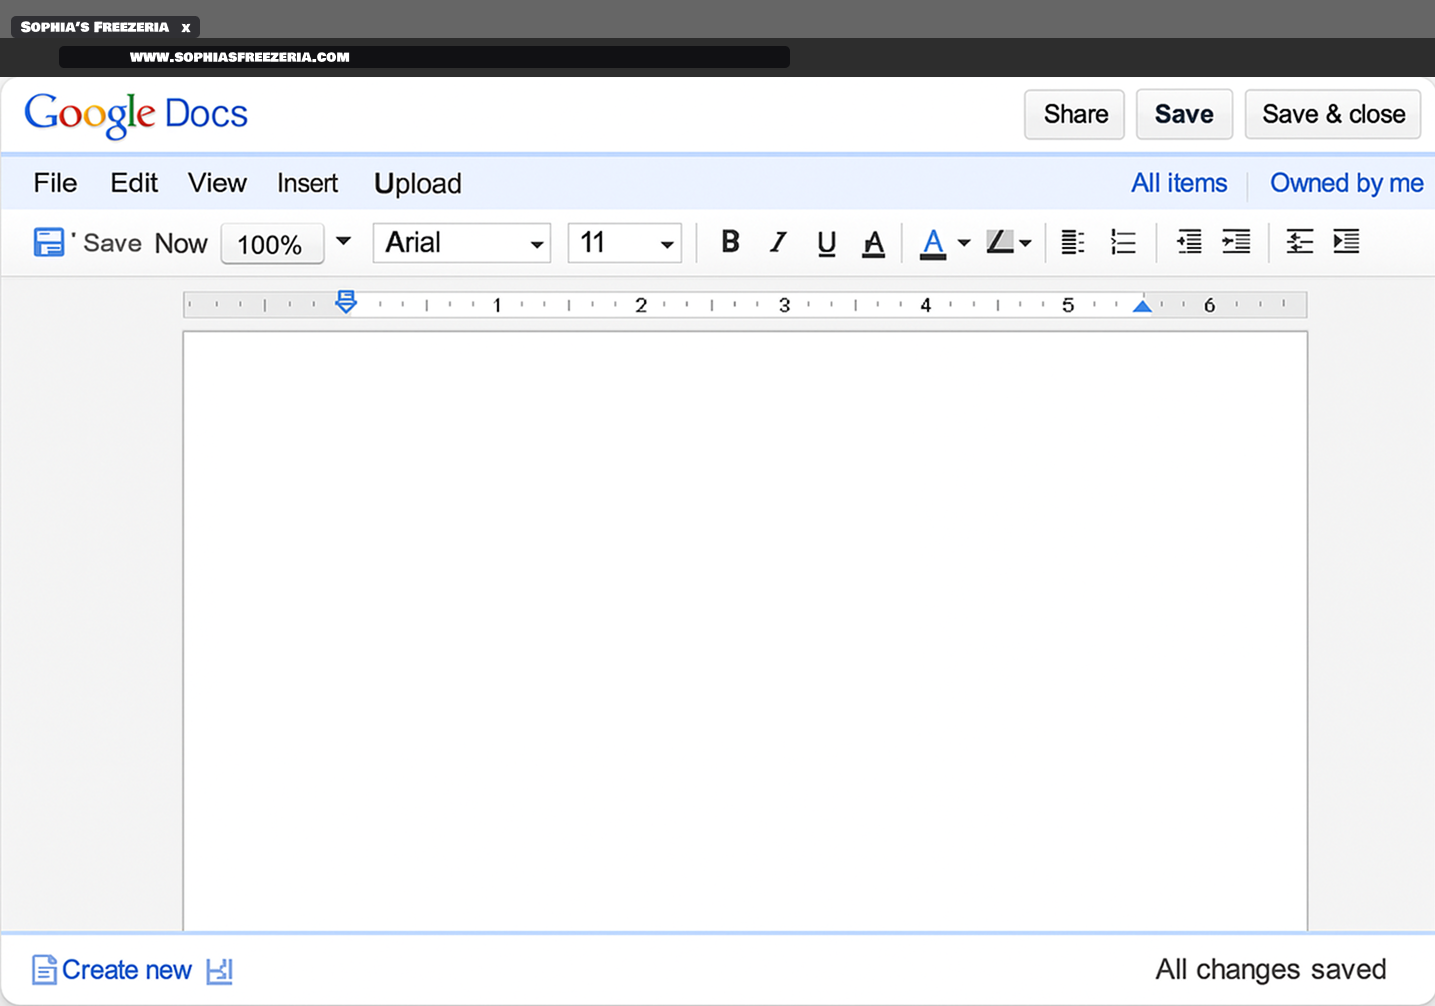 SOPHIA'S FREEZERIA x
WWW.SOPHIASFREEZERIA.COM
Google Docs Share Save Save & close
File Edit View Insert Upload All items Owned by me
Save Now 100% Arial 11 B I U A A
1 2 3 4 5 6
Create new All changes saved